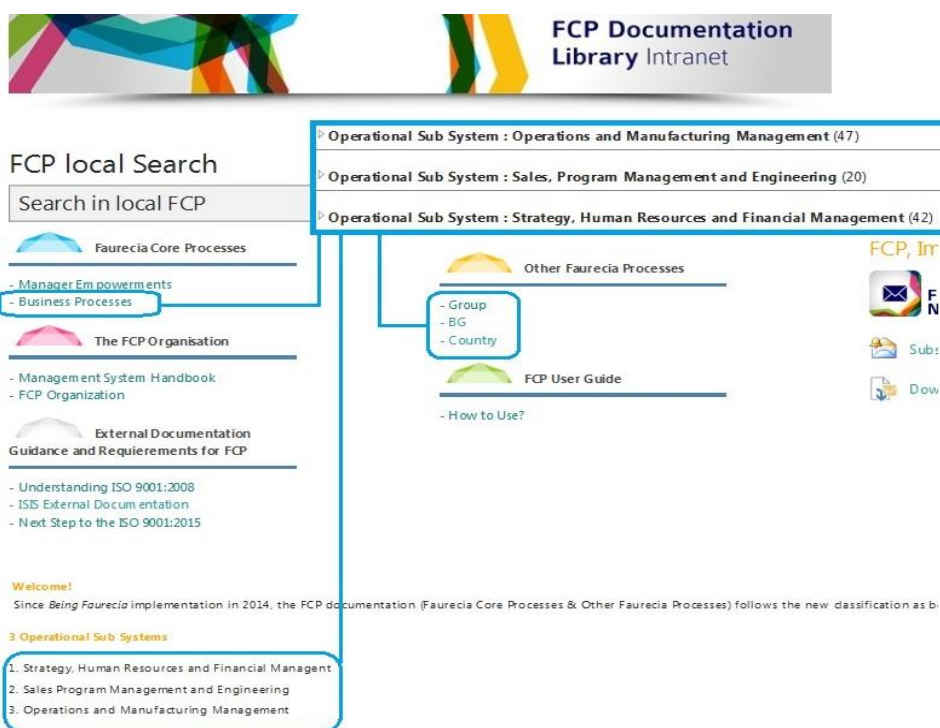 FCP Documentation
Library Intranet
Operational Sub System : Operations and Manufacturing Management (47)
Operational Sub System : Sales, Program Management and Engineering (20)
Operational Sub System : Strategy, Human Resources and Financial Management (42)
FCP local Search
Search in local FCP
Faurecia Core Processes
- Manager Empowerments
- Business Processes
The FCP Organisation
- Management System Handbook
- FCP Organization
External Documentation
Guidance and Requierements for FCP
- Understanding ISO 9001:2008
- ISIS External Documentation
- Next Step to the ISO 9001:2015
Other Faurecia Processes
- Group
- BG
- Country
FCP User Guide
- How to Use?
FCP, Im
F
N
Subs
Dow
Welcome!
Since Being Faurecia implementation in 2014, the FCP documentation (Faurecia Core Processes & Other Faurecia Processes) follows the new classification as b
3 Operational Sub Systems
1. Strategy, Human Resources and Financial Managent
2. Sales Program Management and Engineering
3. Operations and Manufacturing Management